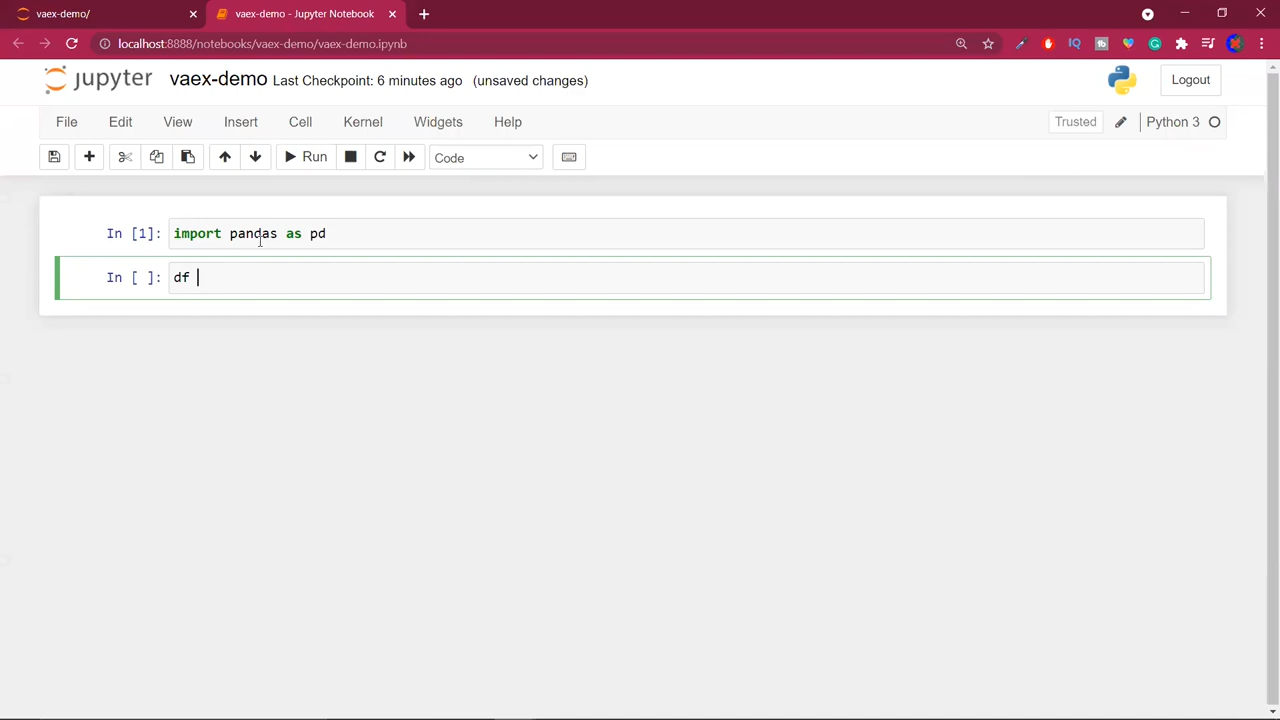 vaex-demo/
vaex-demo - Jupyter Notebook
localhost:8888/notebooks/vaex-demo/vaex-demo.ipynb
jupyter vaex-demo Last Checkpoint: 6 minutes ago (unsaved changes)
Logout
File Edit View Insert Cell Kernel Widgets Help
Trusted Python 3
Run Code
In [1]: import pandas as pd
In [ ]: df